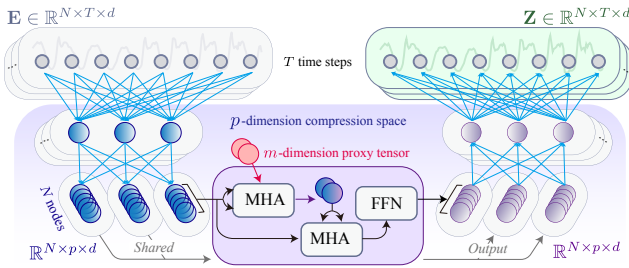 E ∈ ℝ^{N×T×d}
Z ∈ ℝ^{N×T×d}
...
T time steps
...
p-dimension compression space
...
m-dimension proxy tensor
...
N nodes
MHA
FFN
MHA
ℝ^{N×p×d}
Shared
Output
ℝ^{N×p×d}